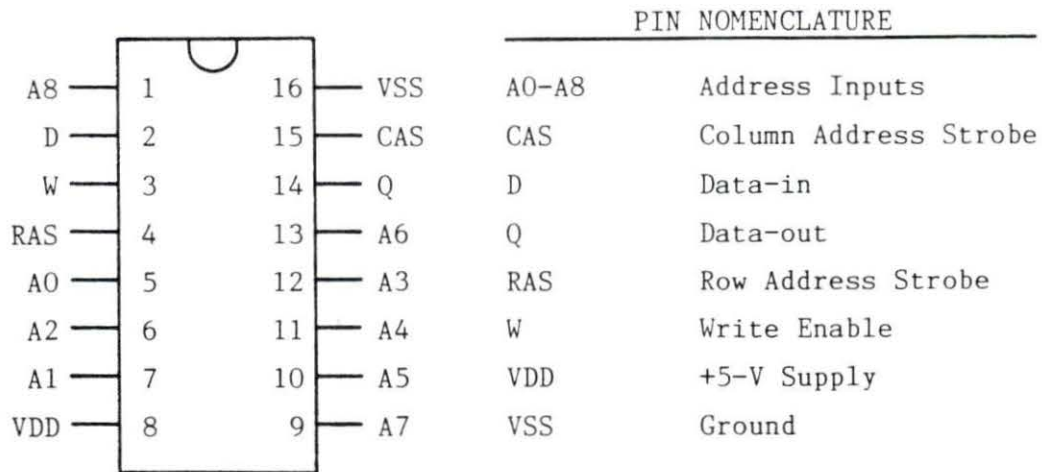 PIN NOMENCLATURE
A8 1 16 VSS A0-A8 Address Inputs
D 2 15 CAS CAS Column Address Strobe
W 3 14 Q D Data-in
RAS 4 13 A6 Q Data-out
A0 5 12 A3 RAS Row Address Strobe
A2 6 11 A4 W Write Enable
A1 7 10 A5 VDD +5-V Supply
VDD 8 9 A7 VSS Ground